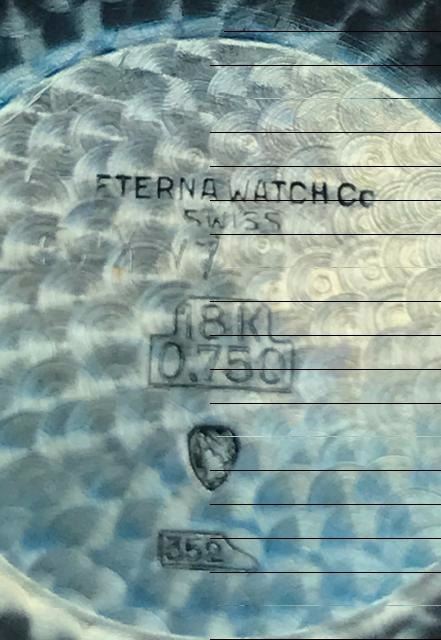 ETERNA WATCH Co
SWISS
18K
0.750
352